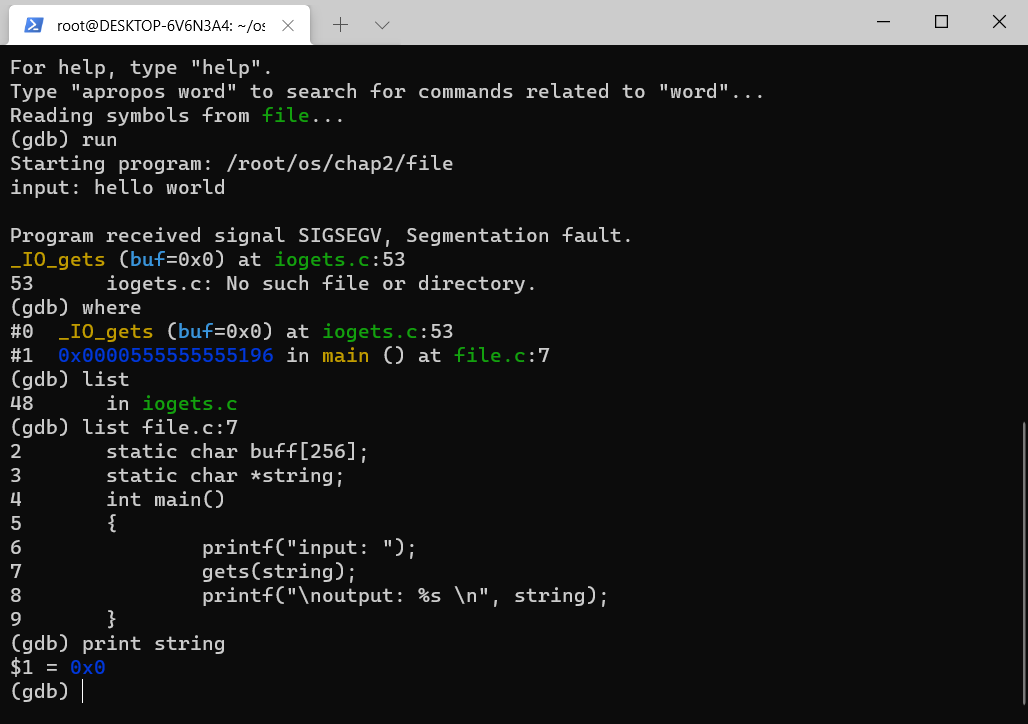 root@DESKTOP-6V6N3A4: ~/os
For help, type "help".
Type "apropos word" to search for commands related to "word"...
Reading symbols from file...
(gdb) run
Starting program: /root/os/chap2/file
input: hello world
Program received signal SIGSEGV, Segmentation fault.
_IO_gets (buf=0x0) at iogets.c:53
53      iogets.c: No such file or directory.
(gdb) where
#0  _IO_gets (buf=0x0) at iogets.c:53
#1  0x0000555555555196 in main () at file.c:7
(gdb) list
48      in iogets.c
(gdb) list file.c:7
2       static char buff[256];
3       static char *string;
4       int main()
5       {
6               printf("input: ");
7               gets(string);
8               printf("\noutput: %s \n", string);
9       }
(gdb) print string
$1 = 0x0
(gdb)